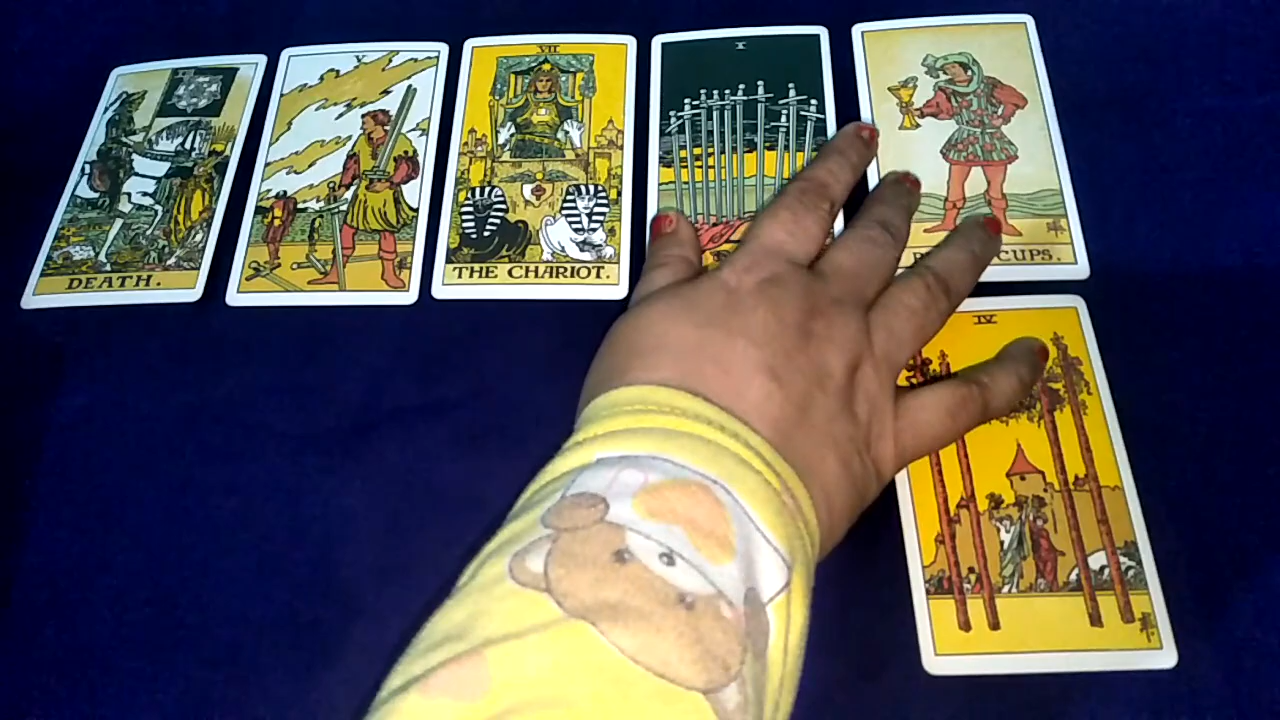 DEATH.
V
VII
THE CHARIOT.
X
CUPS.
IV